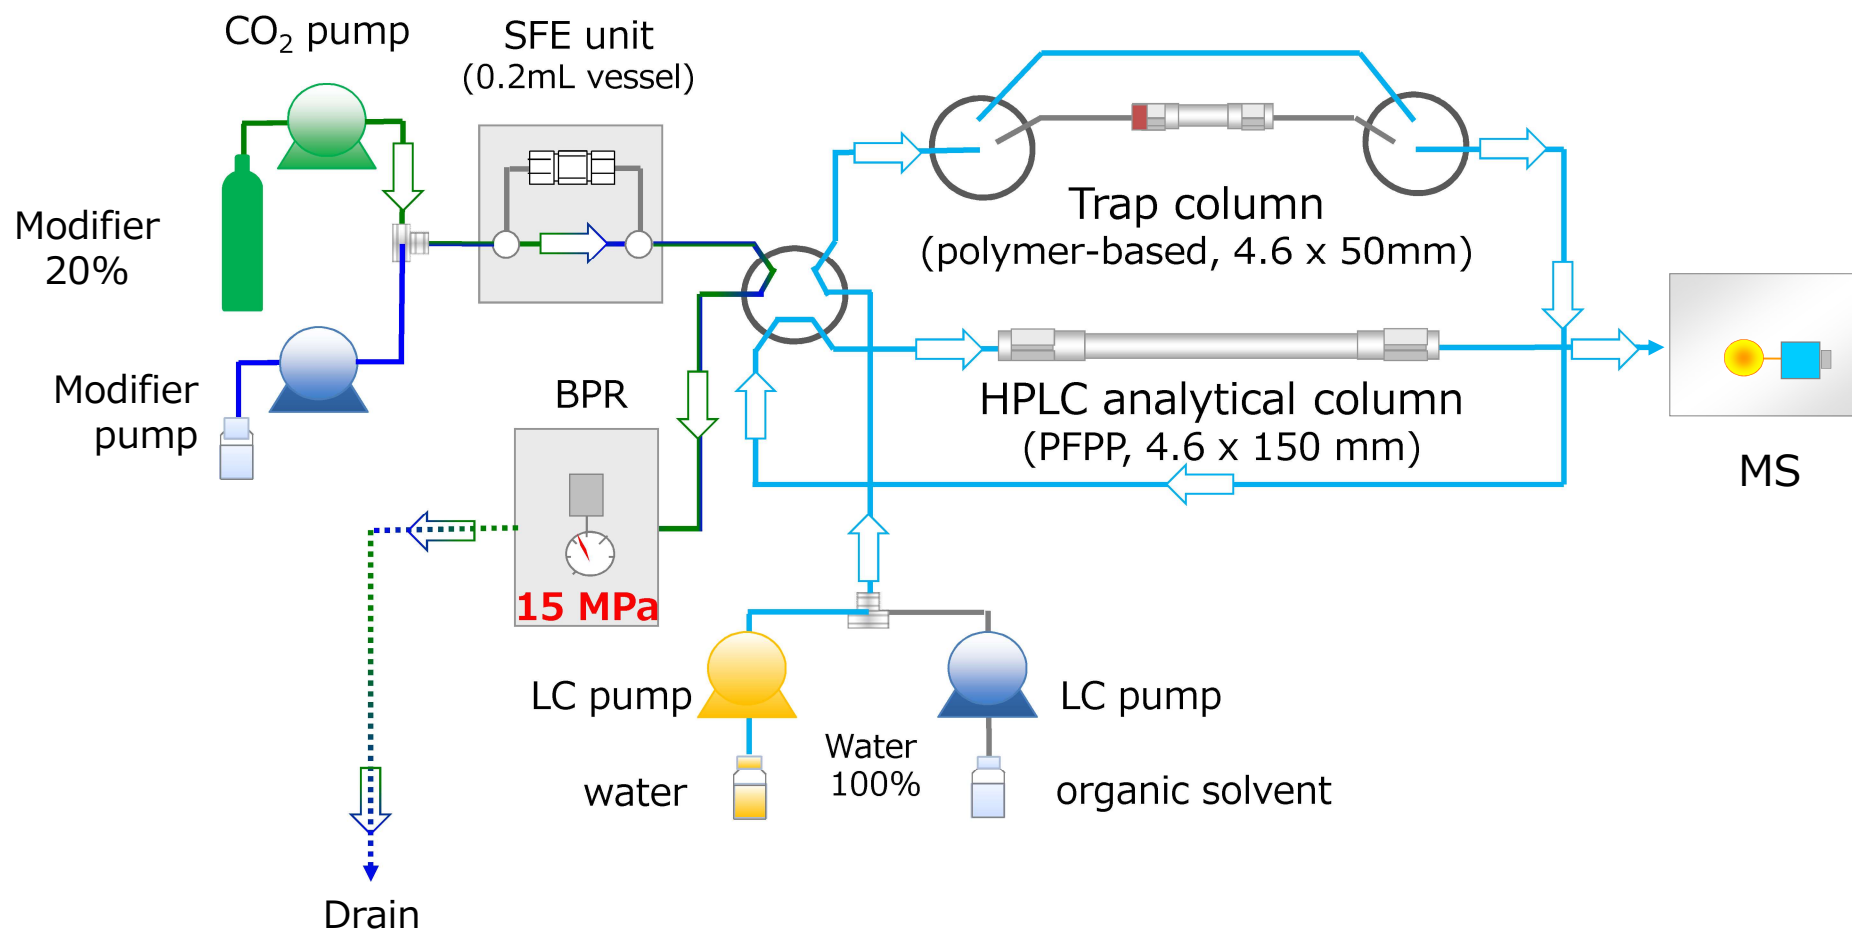 CO₂ pump
SFE unit
(0.2mL vessel)
Modifier
20%
Trap column
(polymer-based, 4.6 x 50mm)
Modifier
pump
BPR
HPLC analytical column
(PFPP, 4.6 x 150 mm)
MS
15 MPa
LC pump
LC pump
Water
100%
water
organic solvent
Drain